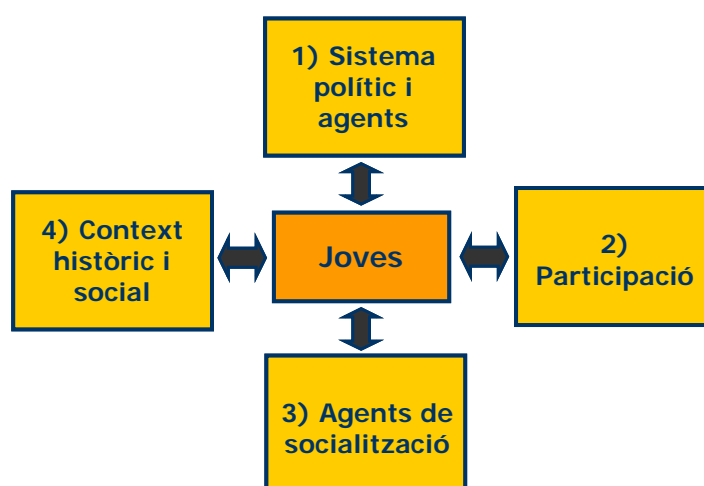 1) Sistema
polític i
agents
4) Context
històric i
social
Joves
2)
Participació
3) Agents de
socialització